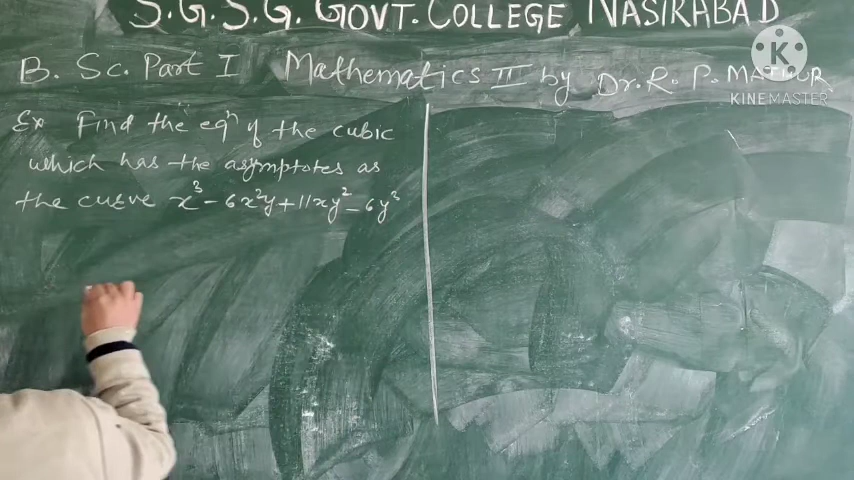 S.G.S.G. GOVT. COLLEGE NASIRABAD
B. Sc. Part I Mathematics II by Dr. R. P. MATHUR
K
KINEMASTER
Ex Find the eqⁿ of the cubic
which has the asymptotes as
the curve x³ - 6x²y + 11xy² - 6y³